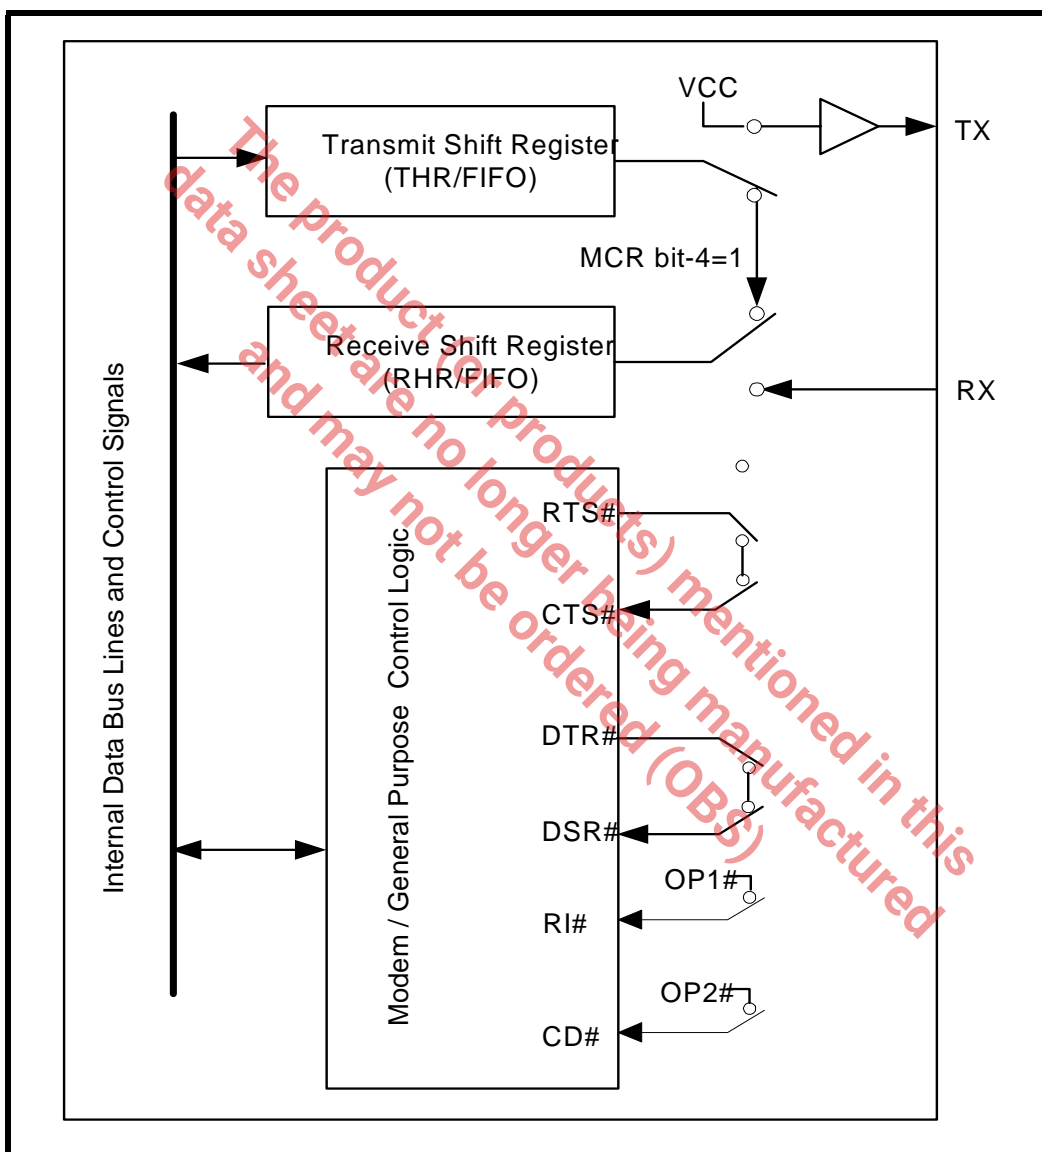 VCC
TX
Transmit Shift Register
(THR/FIFO)
MCR bit-4=1
Receive Shift Register
(RHR/FIFO)
RX
Internal Data Bus Lines and Control Signals
Modem / General Purpose Control Logic
RTS#
CTS#
DTR#
DSR#
OP1#
RI#
OP2#
CD#
The product (or products) mentioned in this
data sheet are no longer being manufactured
and may not be ordered (OBS)